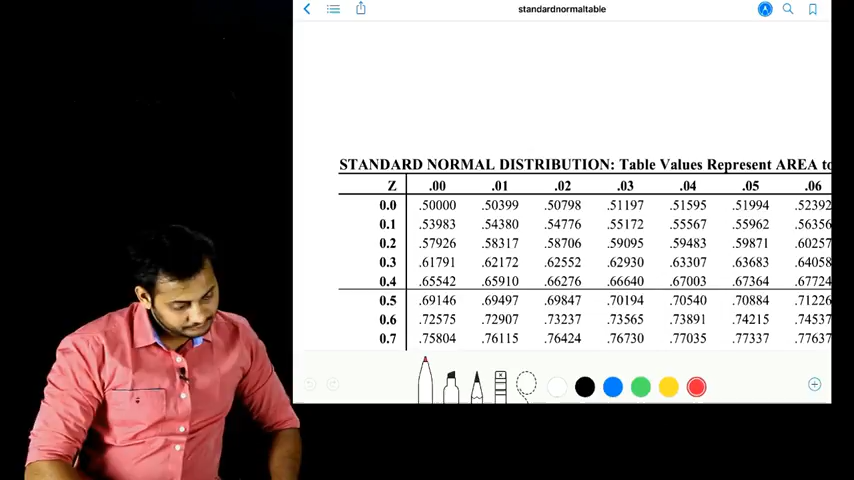 standardnormaltable
STANDARD NORMAL DISTRIBUTION: Table Values Represent AREA to
Z .00 .01 .02 .03 .04 .05 .06
0.0 .50000 .50399 .50798 .51197 .51595 .51994 .52392
0.1 .53983 .54380 .54776 .55172 .55567 .55962 .56356
0.2 .57926 .58317 .58706 .59095 .59483 .59871 .60257
0.3 .61791 .62172 .62552 .62930 .63307 .63683 .64058
0.4 .65542 .65910 .66276 .66640 .67003 .67364 .67724
0.5 .69146 .69497 .69847 .70194 .70540 .70884 .71226
0.6 .72575 .72907 .73237 .73565 .73891 .74215 .74537
0.7 .75804 .76115 .76424 .76730 .77035 .77337 .77637